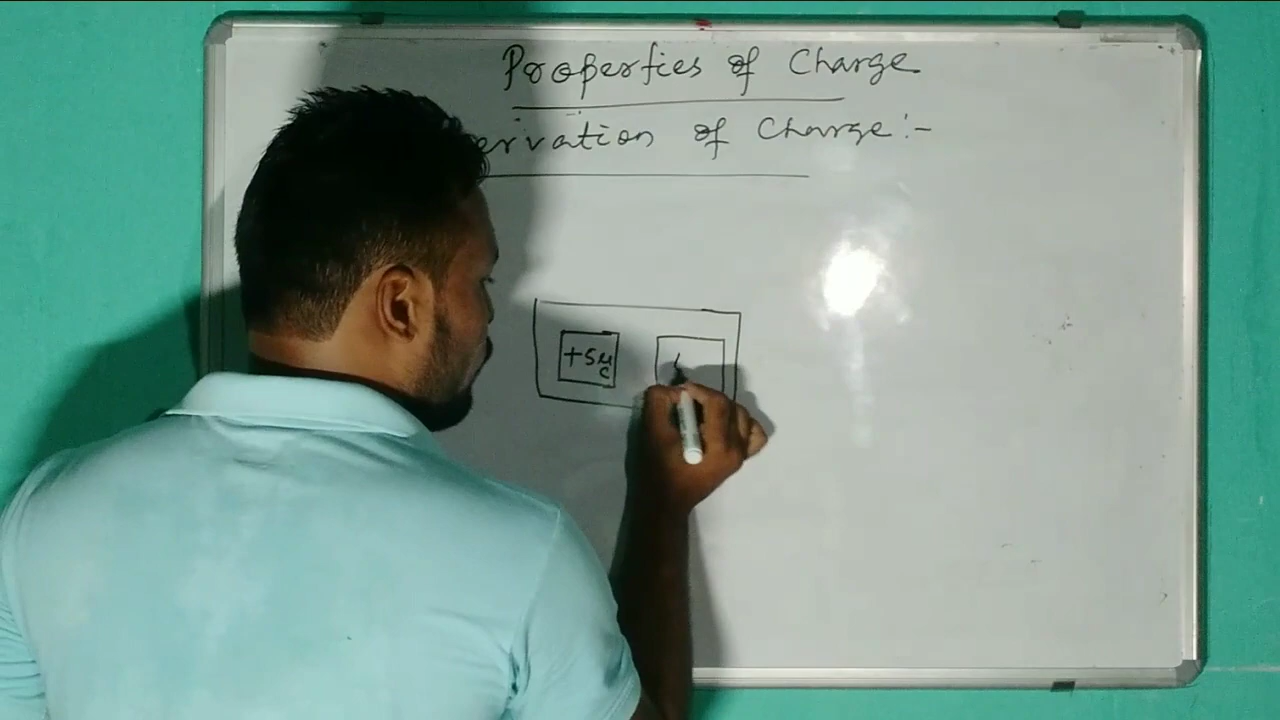 Properties of Charge
ervation of Charge :-
+5μc